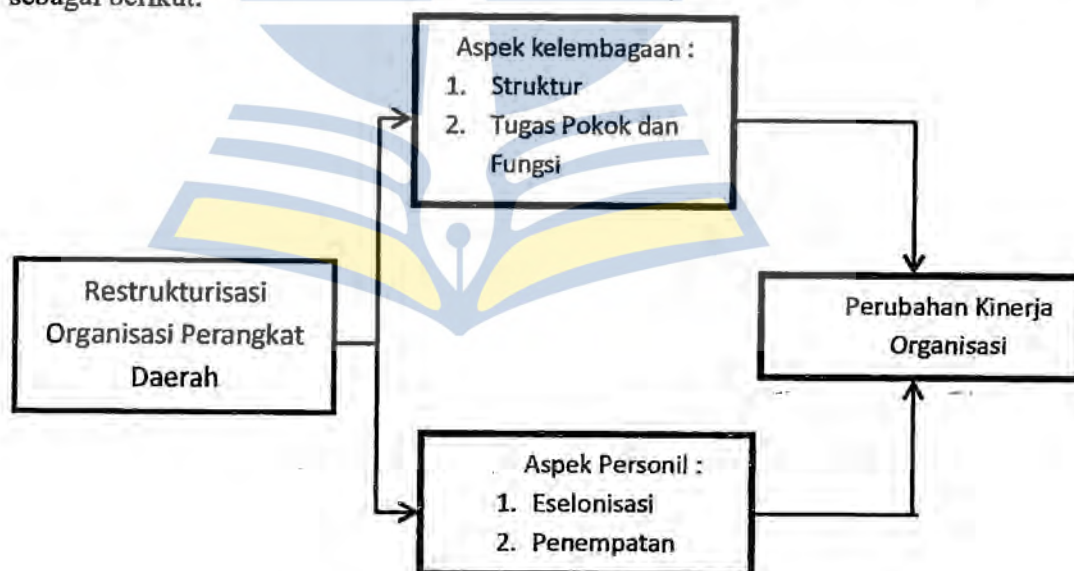 sebagai berikut.
Aspek kelembagaan :
1. Struktur
2. Tugas Pokok dan
Fungsi
Restrukturisasi
Organisasi Perangkat
Daerah
Perubahan Kinerja
Organisasi
Aspek Personil :
1. Eselonisasi
2. Penempatan